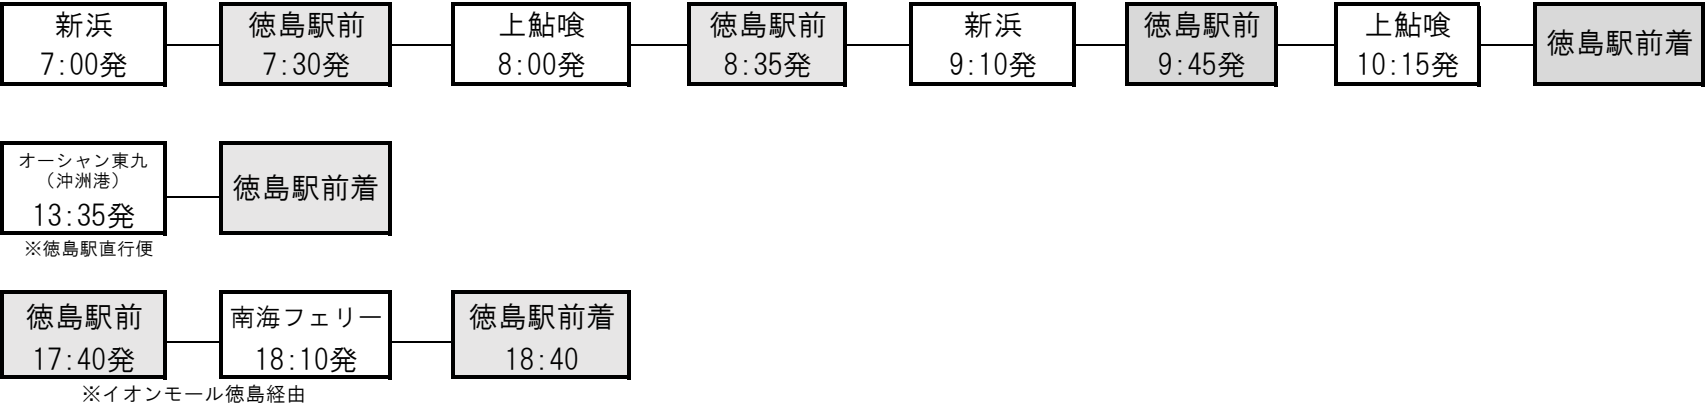 新浜
7:00発
徳島駅前
7:30発
上鮎喰
8:00発
徳島駅前
8:35発
新浜
9:10発
徳島駅前
9:45発
上鮎喰
10:15発
徳島駅前着
オーシャン東九
（沖洲港）
13:35発
徳島駅前着
※徳島駅直行便
徳島駅前
17:40発
南海フェリー
18:10発
徳島駅前着
18:40
※イオンモール徳島経由